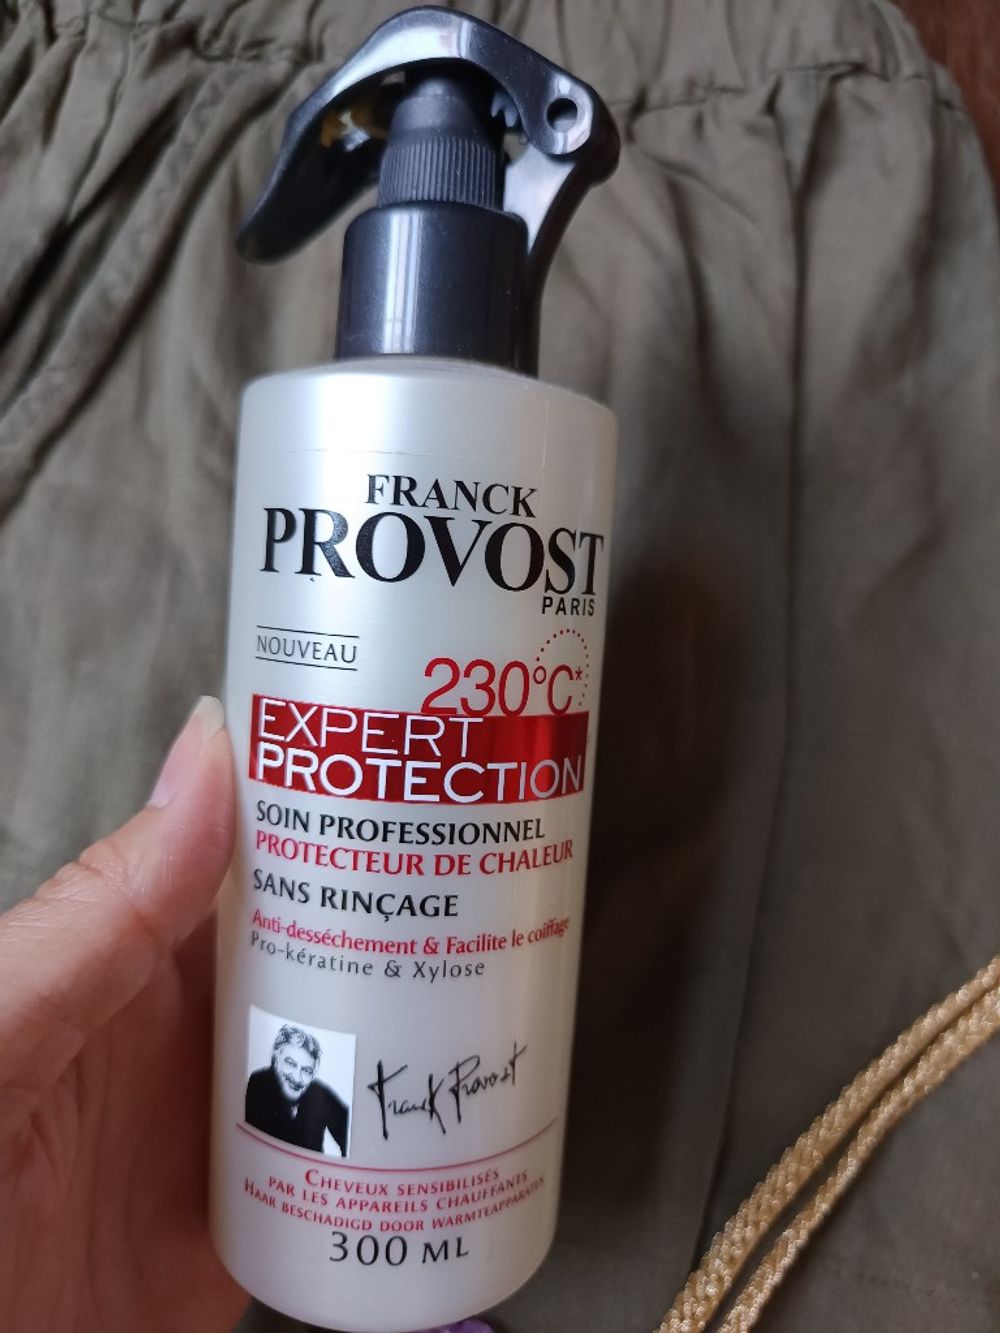 FRANCK
PROVOST
PARIS
NOUVEAU
230°C*
EXPERT
PROTECTION
SOIN PROFESSIONNEL
PROTECTEUR DE CHALEUR
SANS RINÇAGE
Anti-desséchement & Facilite le coiffage
Pro-kératine & Xylose
Franck Provost
CHEVEUX SENSIBILISÉS
PAR LES APPAREILS CHAUFFANTS
HAAR BESCHADIGD DOOR WARMTEAPPARATEN
300 ML